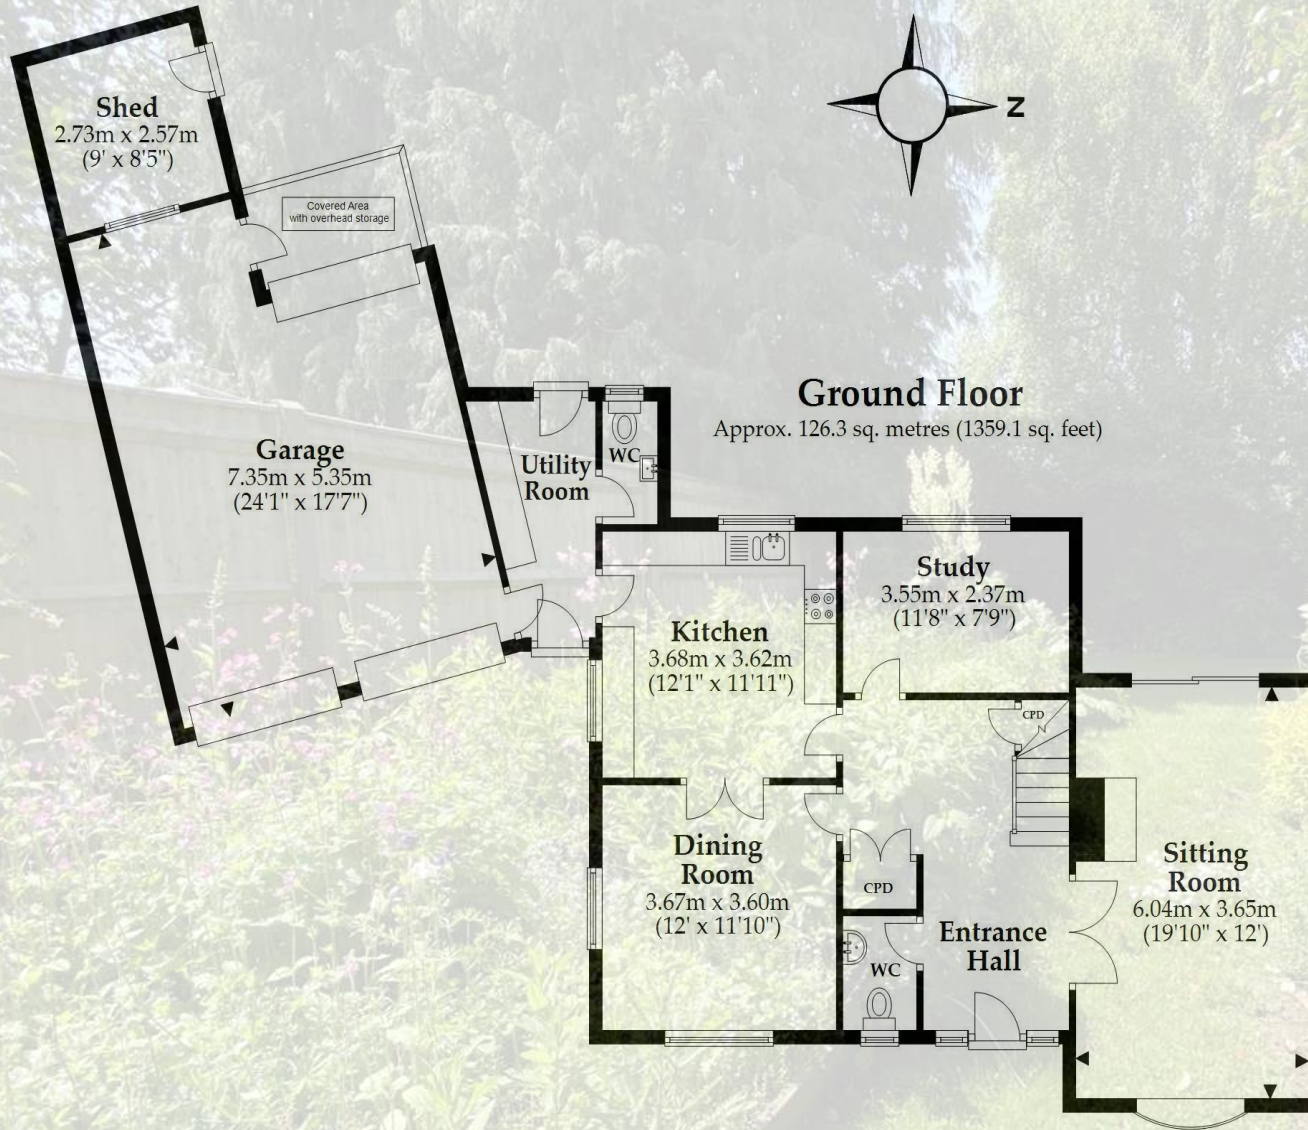 Shed
2.73m x 2.57m
(9' x 8'5")
N
Covered Area
with overhead storage
Ground Floor
Approx. 126.3 sq. metres (1359.1 sq. feet)
Garage
7.35m x 5.35m
(24'1" x 17'7")
Utility
Room
WC
Study
3.55m x 2.37m
(11'8" x 7'9")
Kitchen
3.68m x 3.62m
(12'1" x 11'11")
CPD
Dining
Room
3.67m x 3.60m
(12' x 11'10")
CPD
Sitting
Room
6.04m x 3.65m
(19'10" x 12')
Entrance
Hall
WC